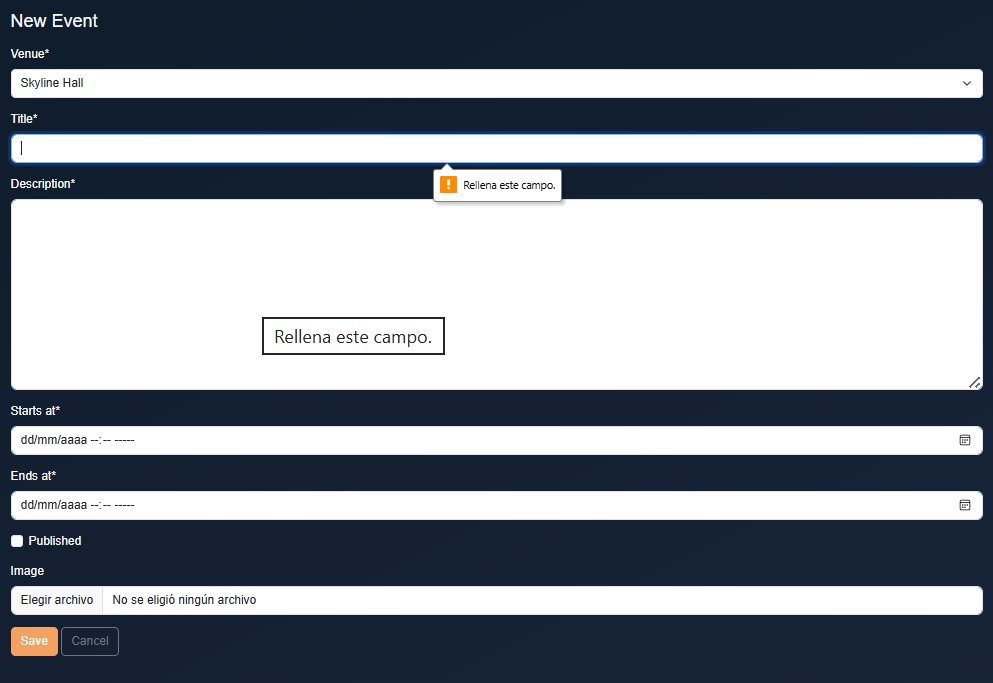 New Event
Venue*
Skyline Hall
Title*
Rellena este campo.
Description*
Rellena este campo.
Starts at*
dd/mm/aaaa --:-- -----
Ends at*
dd/mm/aaaa --:-- -----
Published
Image
Elegir archivo No se eligió ningún archivo
Save Cancel